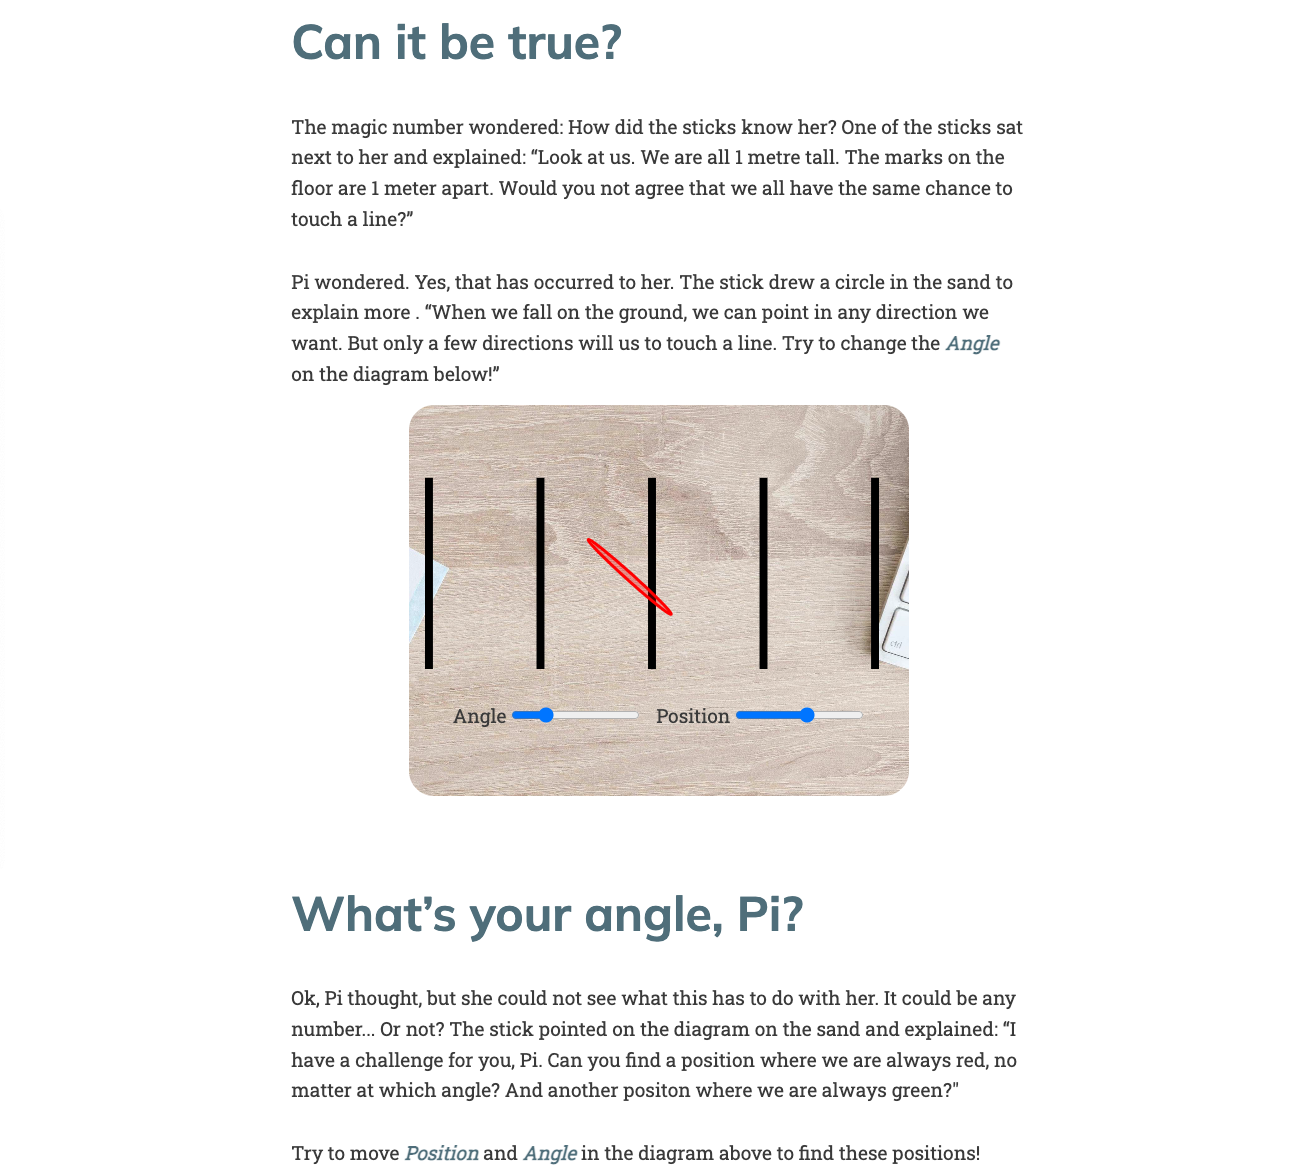 Can it be true?
The magic number wondered: How did the sticks know her? One of the sticks sat
next to her and explained: “Look at us. We are all 1 metre tall. The marks on the
floor are 1 meter apart. Would you not agree that we all have the same chance to
touch a line?”
Pi wondered. Yes, that has occurred to her. The stick drew a circle in the sand to
explain more . “When we fall on the ground, we can point in any direction we
want. But only a few directions will us to touch a line. Try to change the Angle
on the diagram below!”
ctrl
Angle
Position
What’s your angle, Pi?
Ok, Pi thought, but she could not see what this has to do with her. It could be any
number... Or not? The stick pointed on the diagram on the sand and explained: “I
have a challenge for you, Pi. Can you find a position where we are always red, no
matter at which angle? And another positon where we are always green?"
Try to move Position and Angle in the diagram above to find these positions!